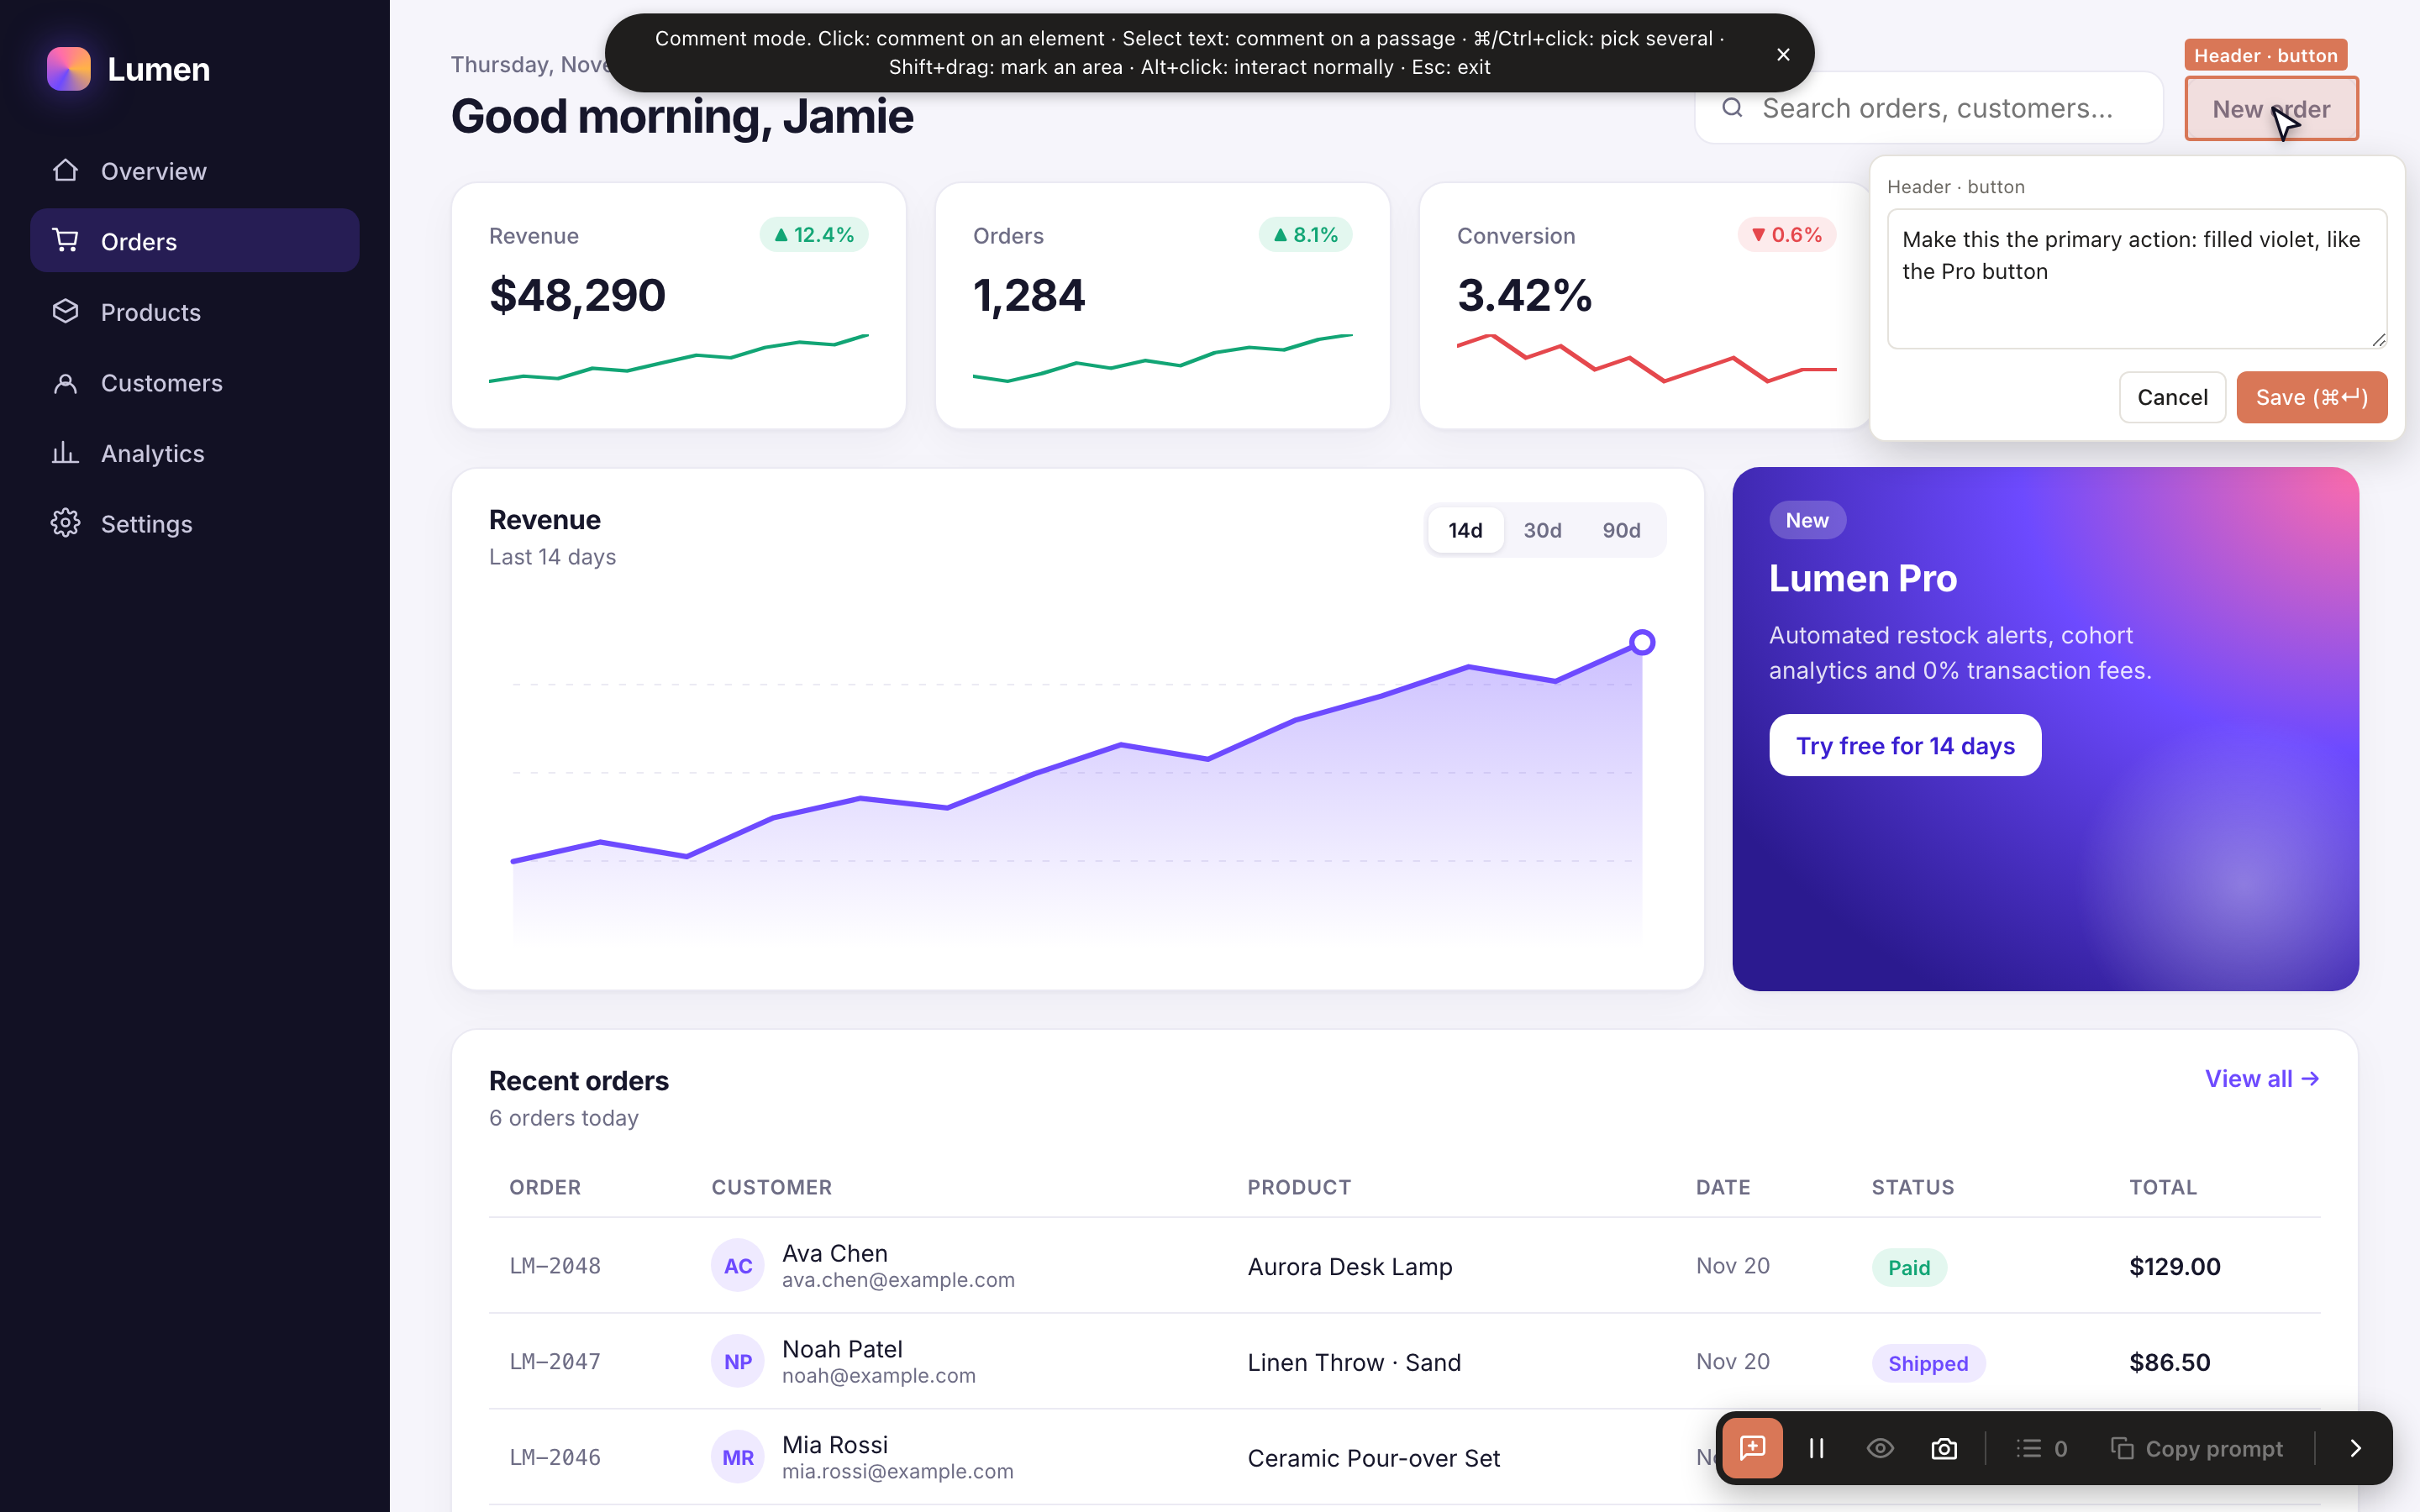 Lumen
Overview
Orders
Products
Customers
Analytics
Settings
Comment mode. Click: comment on an element · Select text: comment on a passage · ⌘/Ctrl+click: pick several ·
Shift+drag: mark an area · Alt+click: interact normally · Esc: exit
Thursday,
Good morning, Jamie
Search orders, customers...
Header · button
New order
Header · button
Make this the primary action: filled violet, like
the Pro button
Cancel
Save (⌘↵)
Revenue
▲ 12.4%
$48,290
Orders
▲ 8.1%
1,284
Conversion
▼ 0.6%
3.42%
Revenue
Last 14 days
14d
30d
90d
New
Lumen Pro
Automated restock alerts, cohort
analytics and 0% transaction fees.
Try free for 14 days
Recent orders
6 orders today
View all →
ORDER CUSTOMER PRODUCT DATE STATUS TOTAL
LM–2048 AC Ava Chen Aurora Desk Lamp Nov 20 Paid $129.00
ava.chen@example.com
LM–2047 NP Noah Patel Linen Throw · Sand Nov 20 Shipped $86.50
noah@example.com
LM–2046 MR Mia Rossi Ceramic Pour-over Set
mia.rossi@example.com
0
Copy prompt